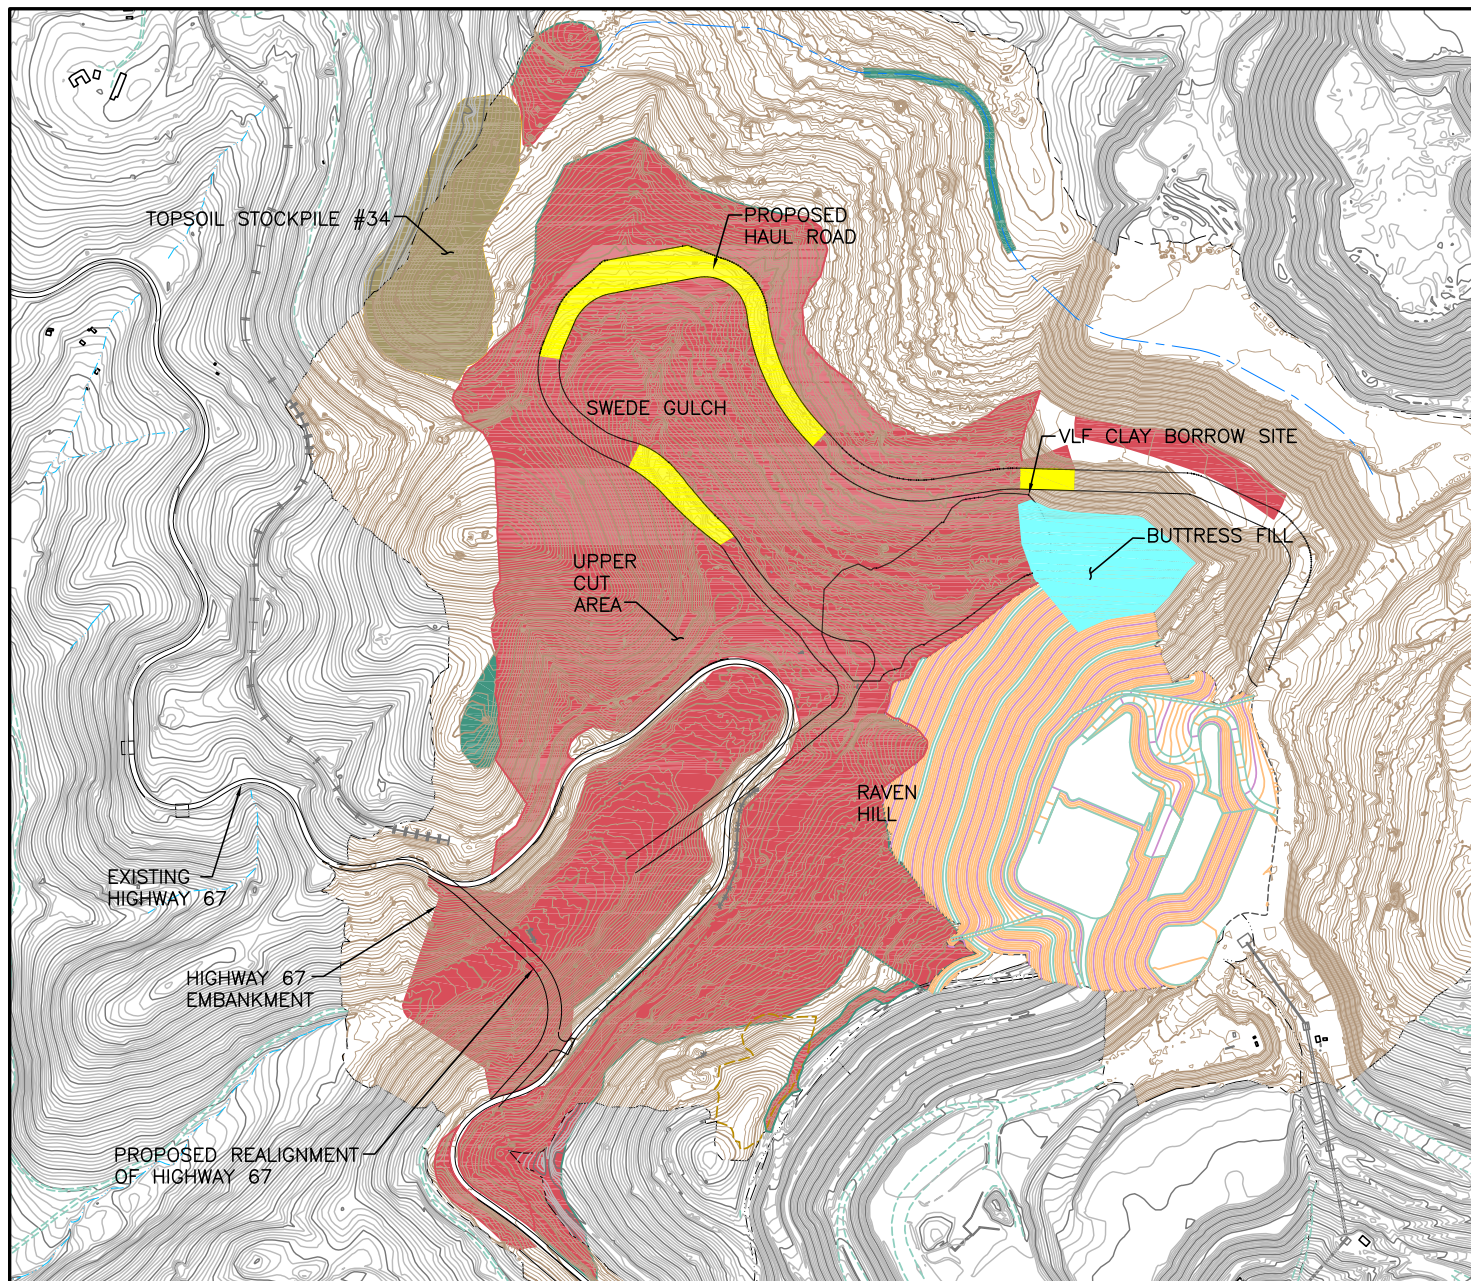 TOPSOIL STOCKPILE #34
PROPOSED
HAUL ROAD
SWEDE GULCH
VLF CLAY BORROW SITE
BUTTRESS FILL
UPPER
CUT
AREA
RAVEN
HILL
EXISTING
HIGHWAY 67
HIGHWAY 67
EMBANKMENT
PROPOSED REALIGNMENT
OF HIGHWAY 67